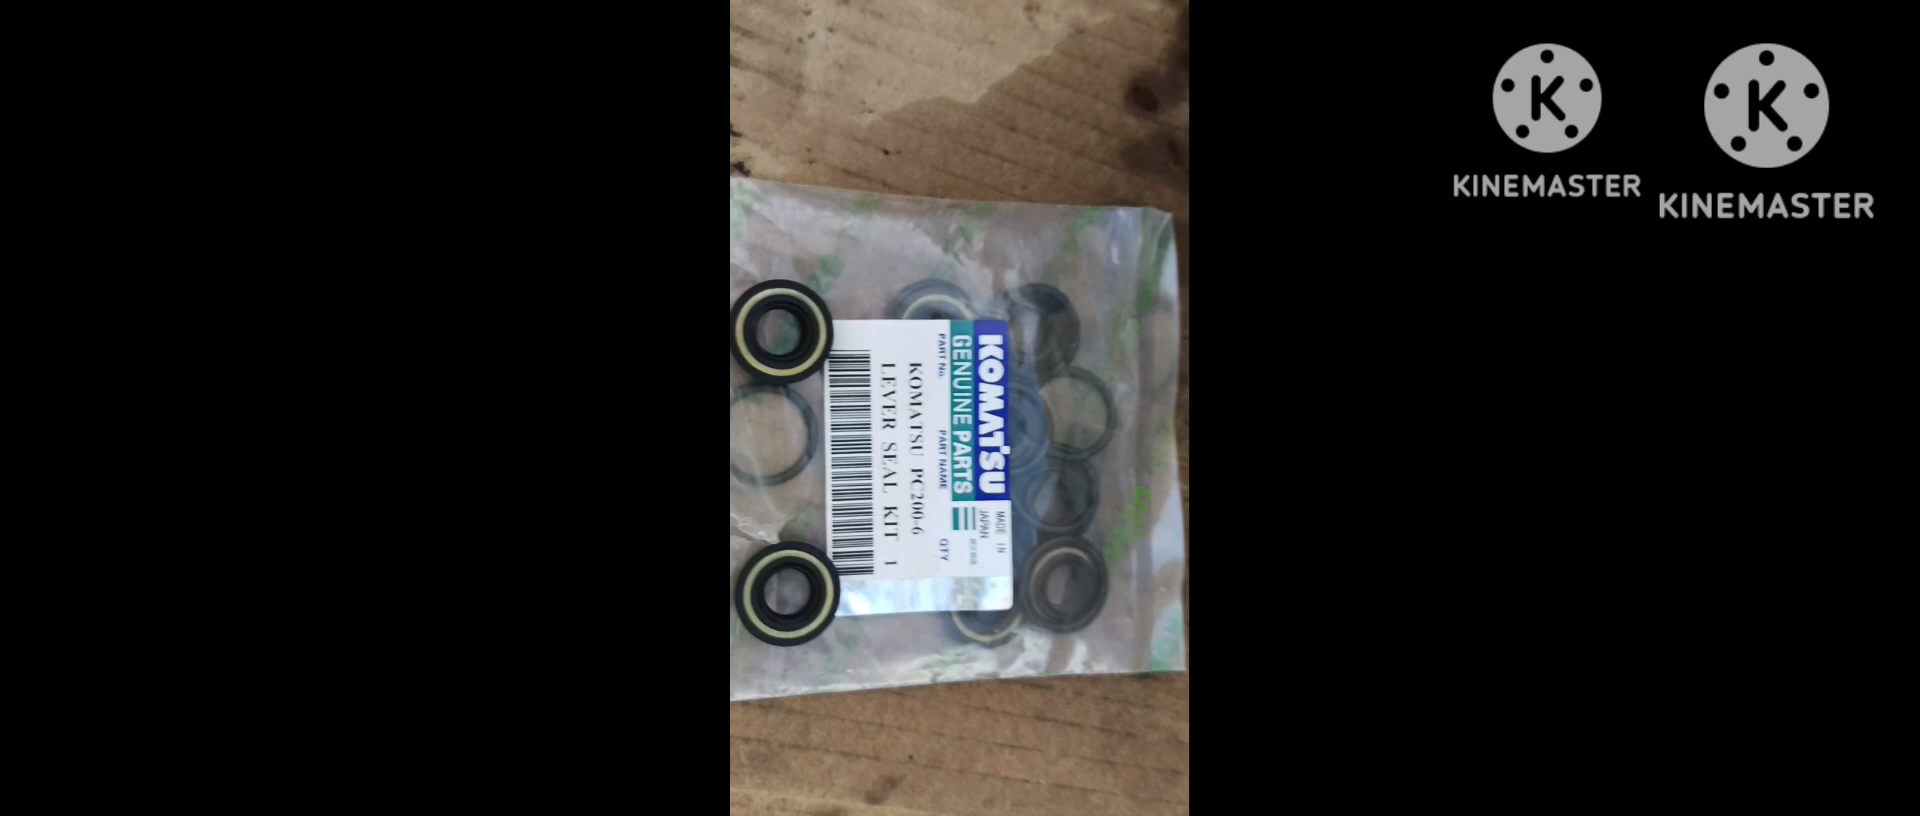 KOMATSU
GENUINE PARTS
MADE IN
JAPAN
PART No.
PART NAME
QTY
KOMATSU PC200-6
LEVER SEAL KIT 1
K
KINEMASTER
K
KINEMASTER